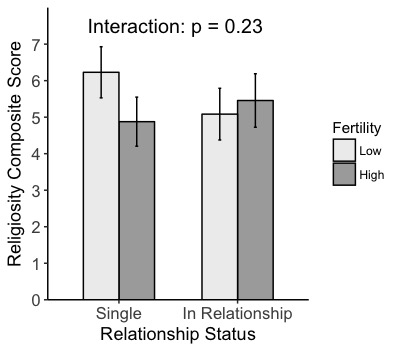 Interaction: p = 0.23
Religiosity Composite Score
7
6
5
4
3
2
1
0
Single
In Relationship
Relationship Status
Fertility
Low
High